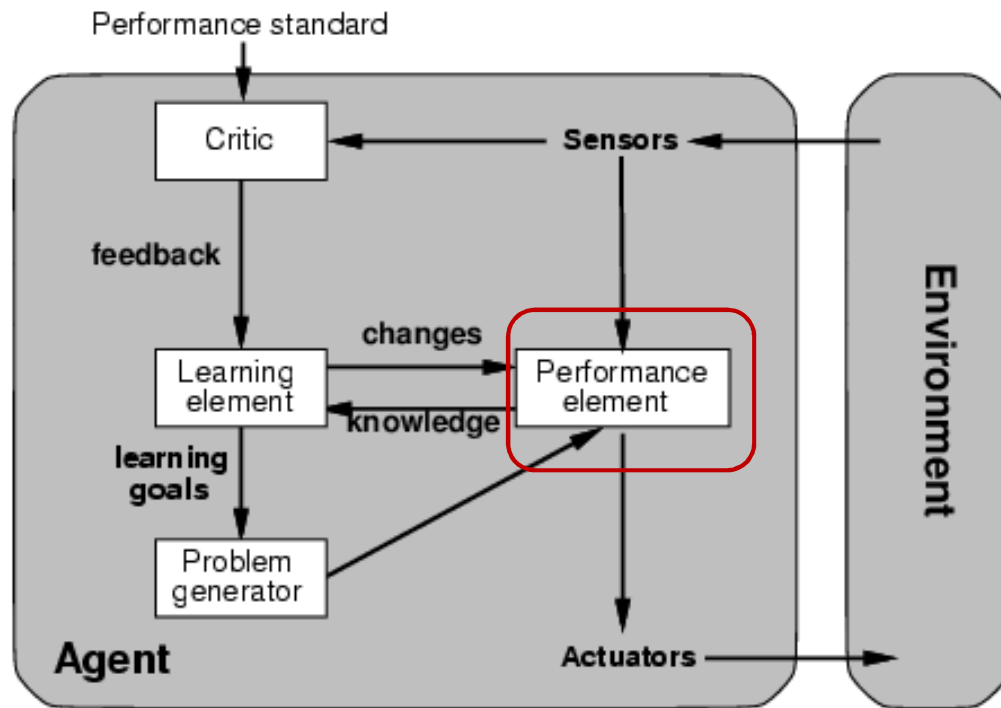 Performance standard
Critic
Sensors
feedback
changes
Learning
element
Performance
element
knowledge
learning
goals
Problem
generator
Agent
Actuators
Environment